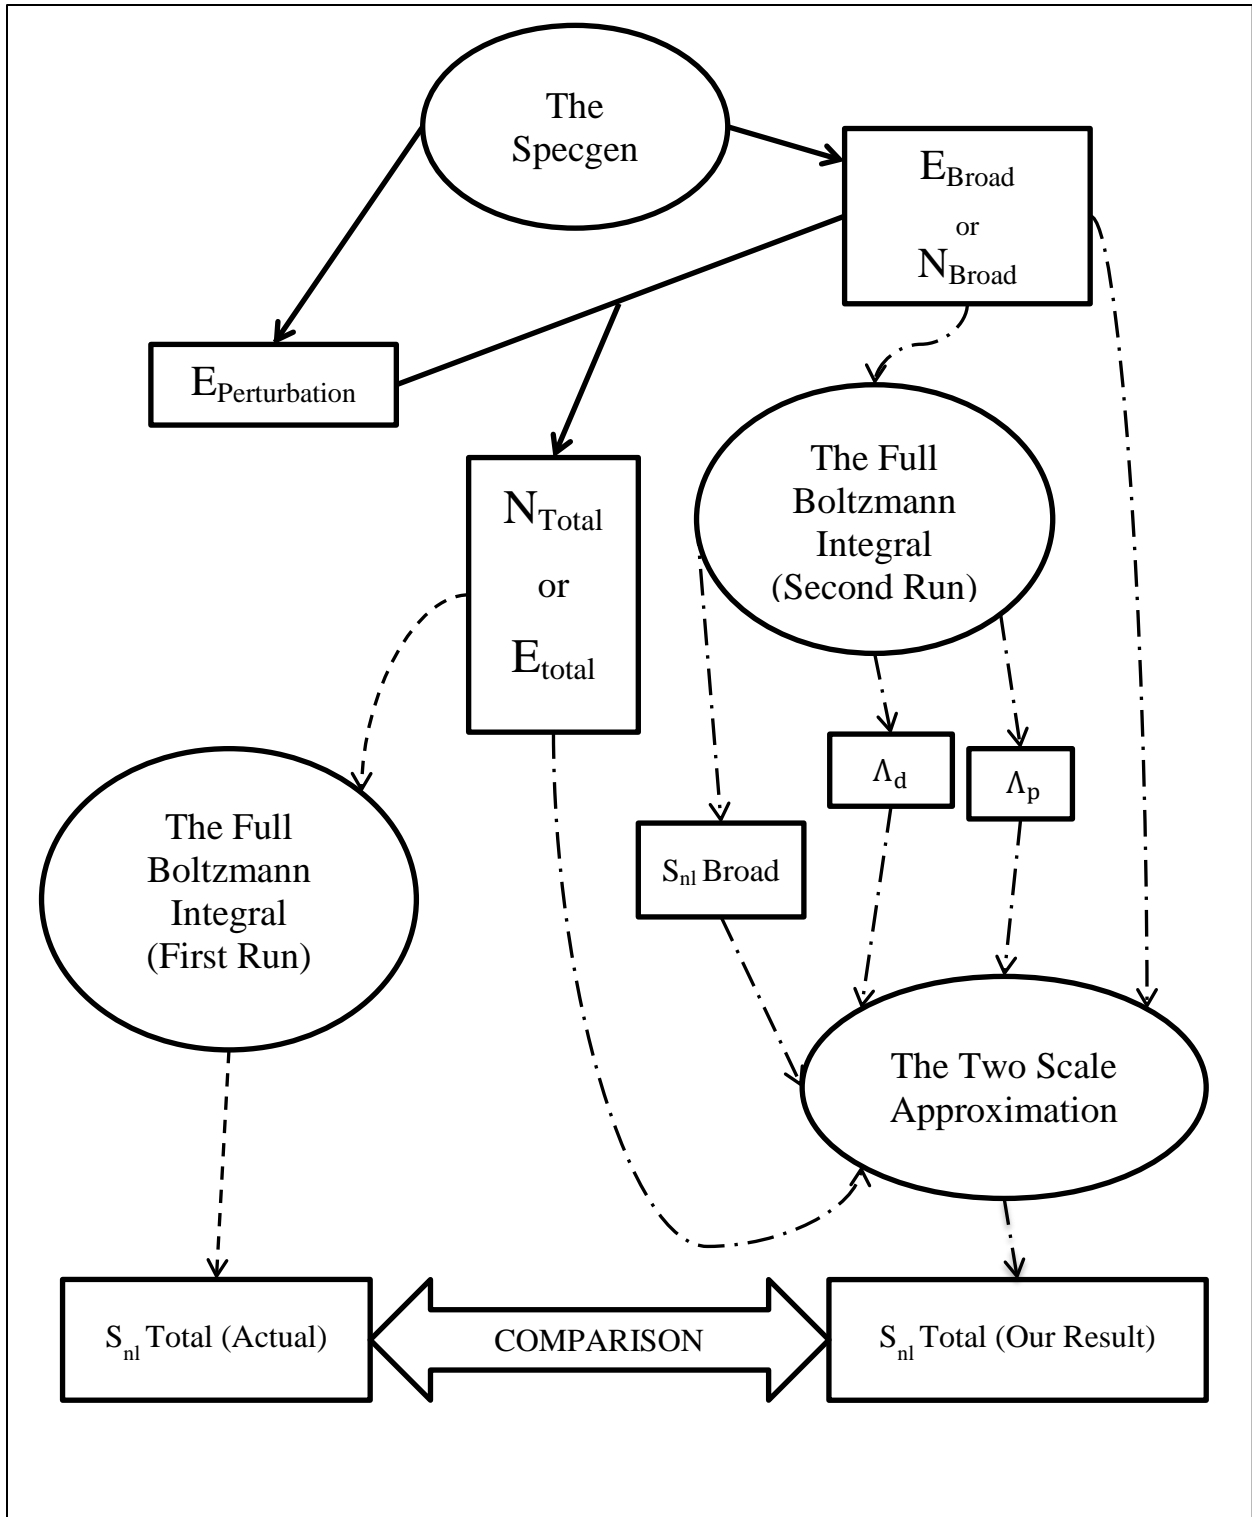 The
Specgen
E_Broad
or
N_Broad
E_Perturbation
N_Total
or
E_total
The Full
Boltzmann
Integral
(Second Run)
Λ_d
Λ_p
S_nl Broad
The Full
Boltzmann
Integral
(First Run)
The Two Scale
Approximation
S_nl Total (Actual)
COMPARISON
S_nl Total (Our Result)